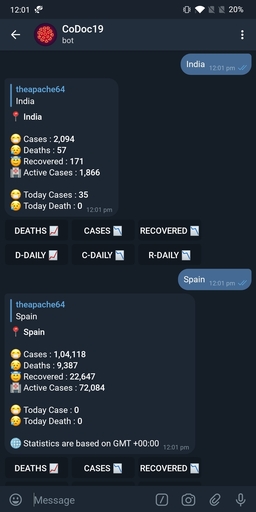 12:01
20%
CoDoc19
bot
India 12:01 pm
theapache64
India
India
Cases : 2,094
Deaths : 57
Recovered : 171
Active Cases : 1,866
Today Cases : 35
Today Death : 0 12:01 pm
DEATHS CASES RECOVERED
D-DAILY C-DAILY R-DAILY
Spain 12:01 pm
theapache64
Spain
Spain
Cases : 1,04,118
Deaths : 9,387
Recovered : 22,647
Active Cases : 72,084
Today Case : 0
Today Death : 0
Statistics are based on GMT +00:00 12:01 pm
DEATHS CASES RECOVERED
Message